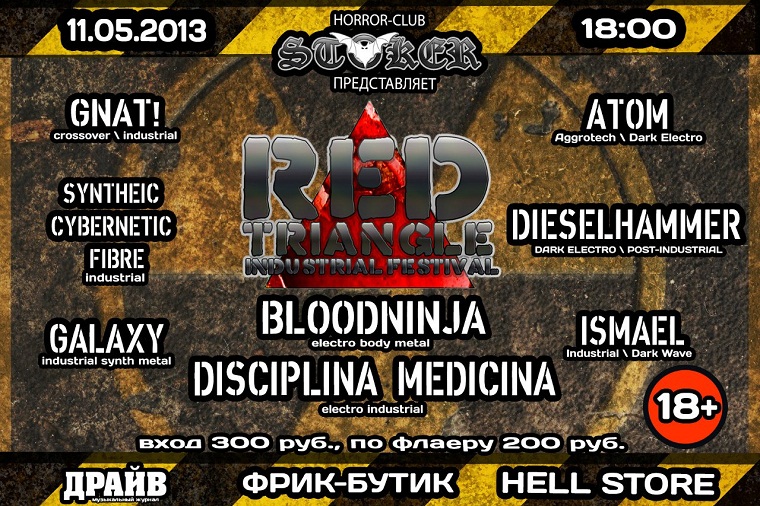 11.05.2013
HORROR-CLUB
STOKER
ПРЕДСТАВЛЯЕТ
18:00
GNAT!
crossover \ industrial
ATOM
Aggrotech \ Dark Electro
RED
TRIANGLE
INDUSTRIAL FESTIVAL
SYNTHEIC
CYBERNETIC
FIBRE
industrial
DIESELHAMMER
DARK ELECTRO \ POST-INDUSTRIAL
BLOODNINJA
electro body metal
GALAXY
industrial synth metal
ISMAEL
Industrial \ Dark Wave
DISCIPLINA MEDICINA
electro industrial
18+
вход 300 руб., по флаеру 200 руб.
ДРАЙВ
музыкальный журнал
ФРИК-БУТИК
HELL STORE